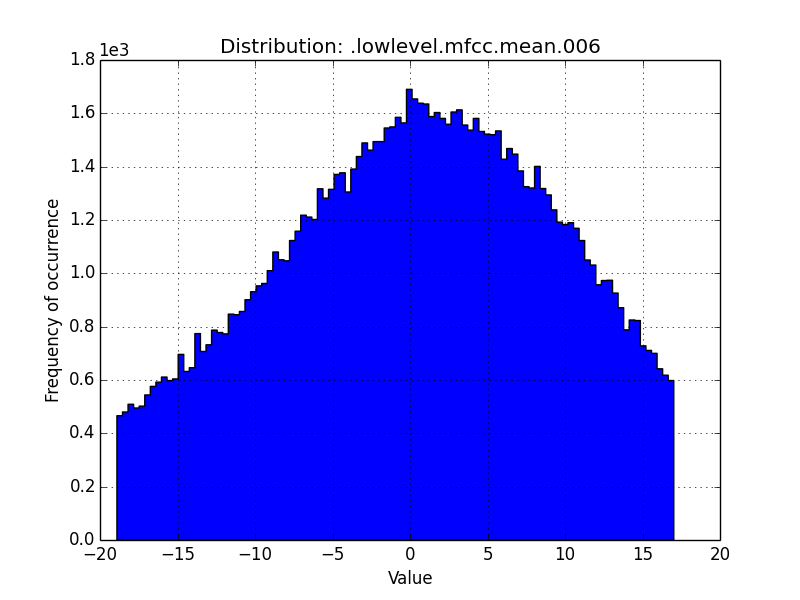 Distribution: .lowlevel.mfcc.mean.006
1e3
1.8
1.6
1.4
1.2
1.0
0.8
0.6
0.4
0.2
0.0
Frequency of occurrence
−20 −15 −10 −5 0 5 10 15 20
Value